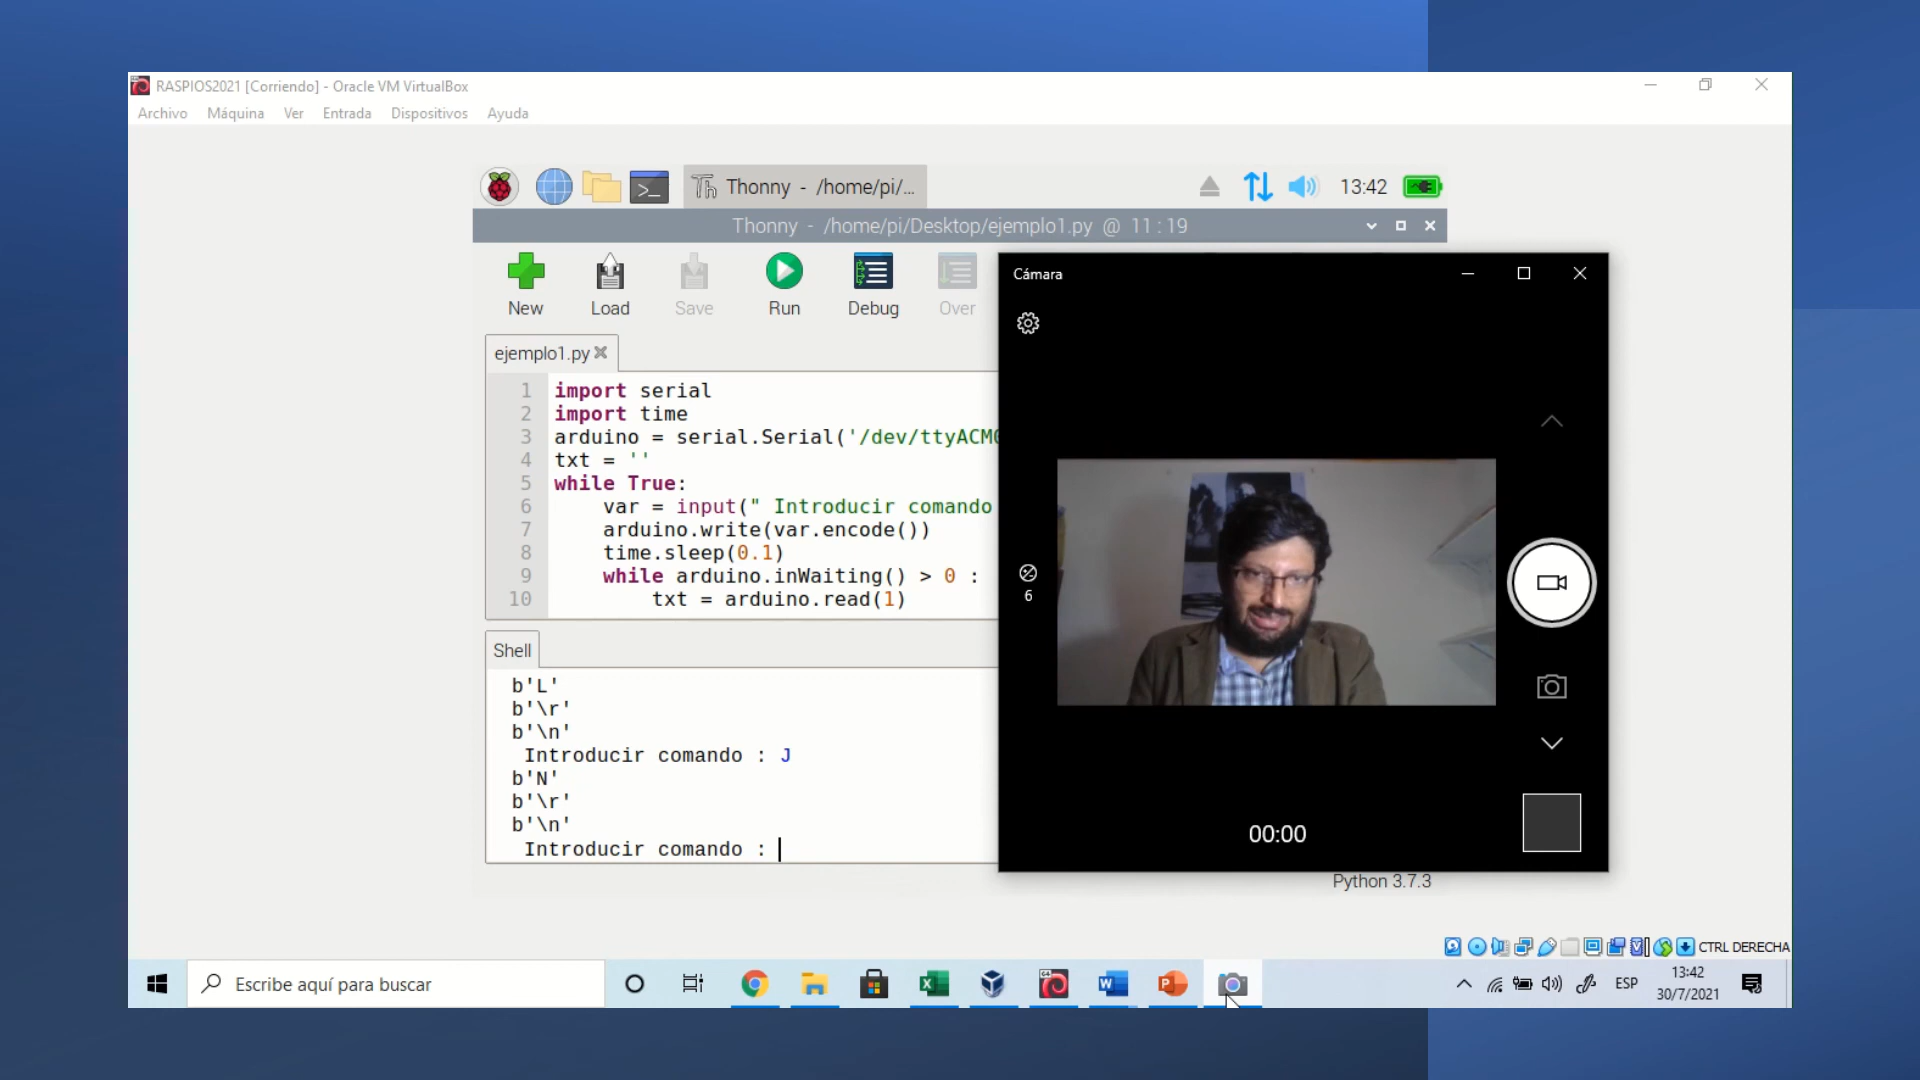 RASPIOS2021 [Corriendo] - Oracle VM VirtualBox
Archivo Máquina Ver Entrada Dispositivos Ayuda
Thonny - /home/pi/...
13:42
Thonny - /home/pi/Desktop/ejemplo1.py @ 11 : 19
New Load Save Run Debug Over
Cámara
ejemplo1.py
1 import serial
2 import time
3 arduino = serial.Serial('/dev/ttyACM0
4 txt = ''
5 while True:
6 var = input(" Introducir comando
7 arduino.write(var.encode())
8 time.sleep(0.1)
9 while arduino.inWaiting() > 0 :
10 txt = arduino.read(1)
6
Shell
b'L'
b'\r'
b'\n'
Introducir comando : J
b'N'
b'\r'
b'\n'
Introducir comando :
00:00
Python 3.7.3
CTRL DERECHA
Escribe aquí para buscar
ESP
13:42
30/7/2021